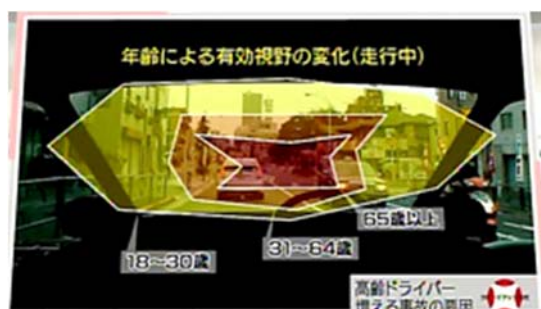 年齢による有効視野の変化(走行中)
65歳以上
31〜64歳
18〜30歳
高齢ドライバー
増える事故の要因